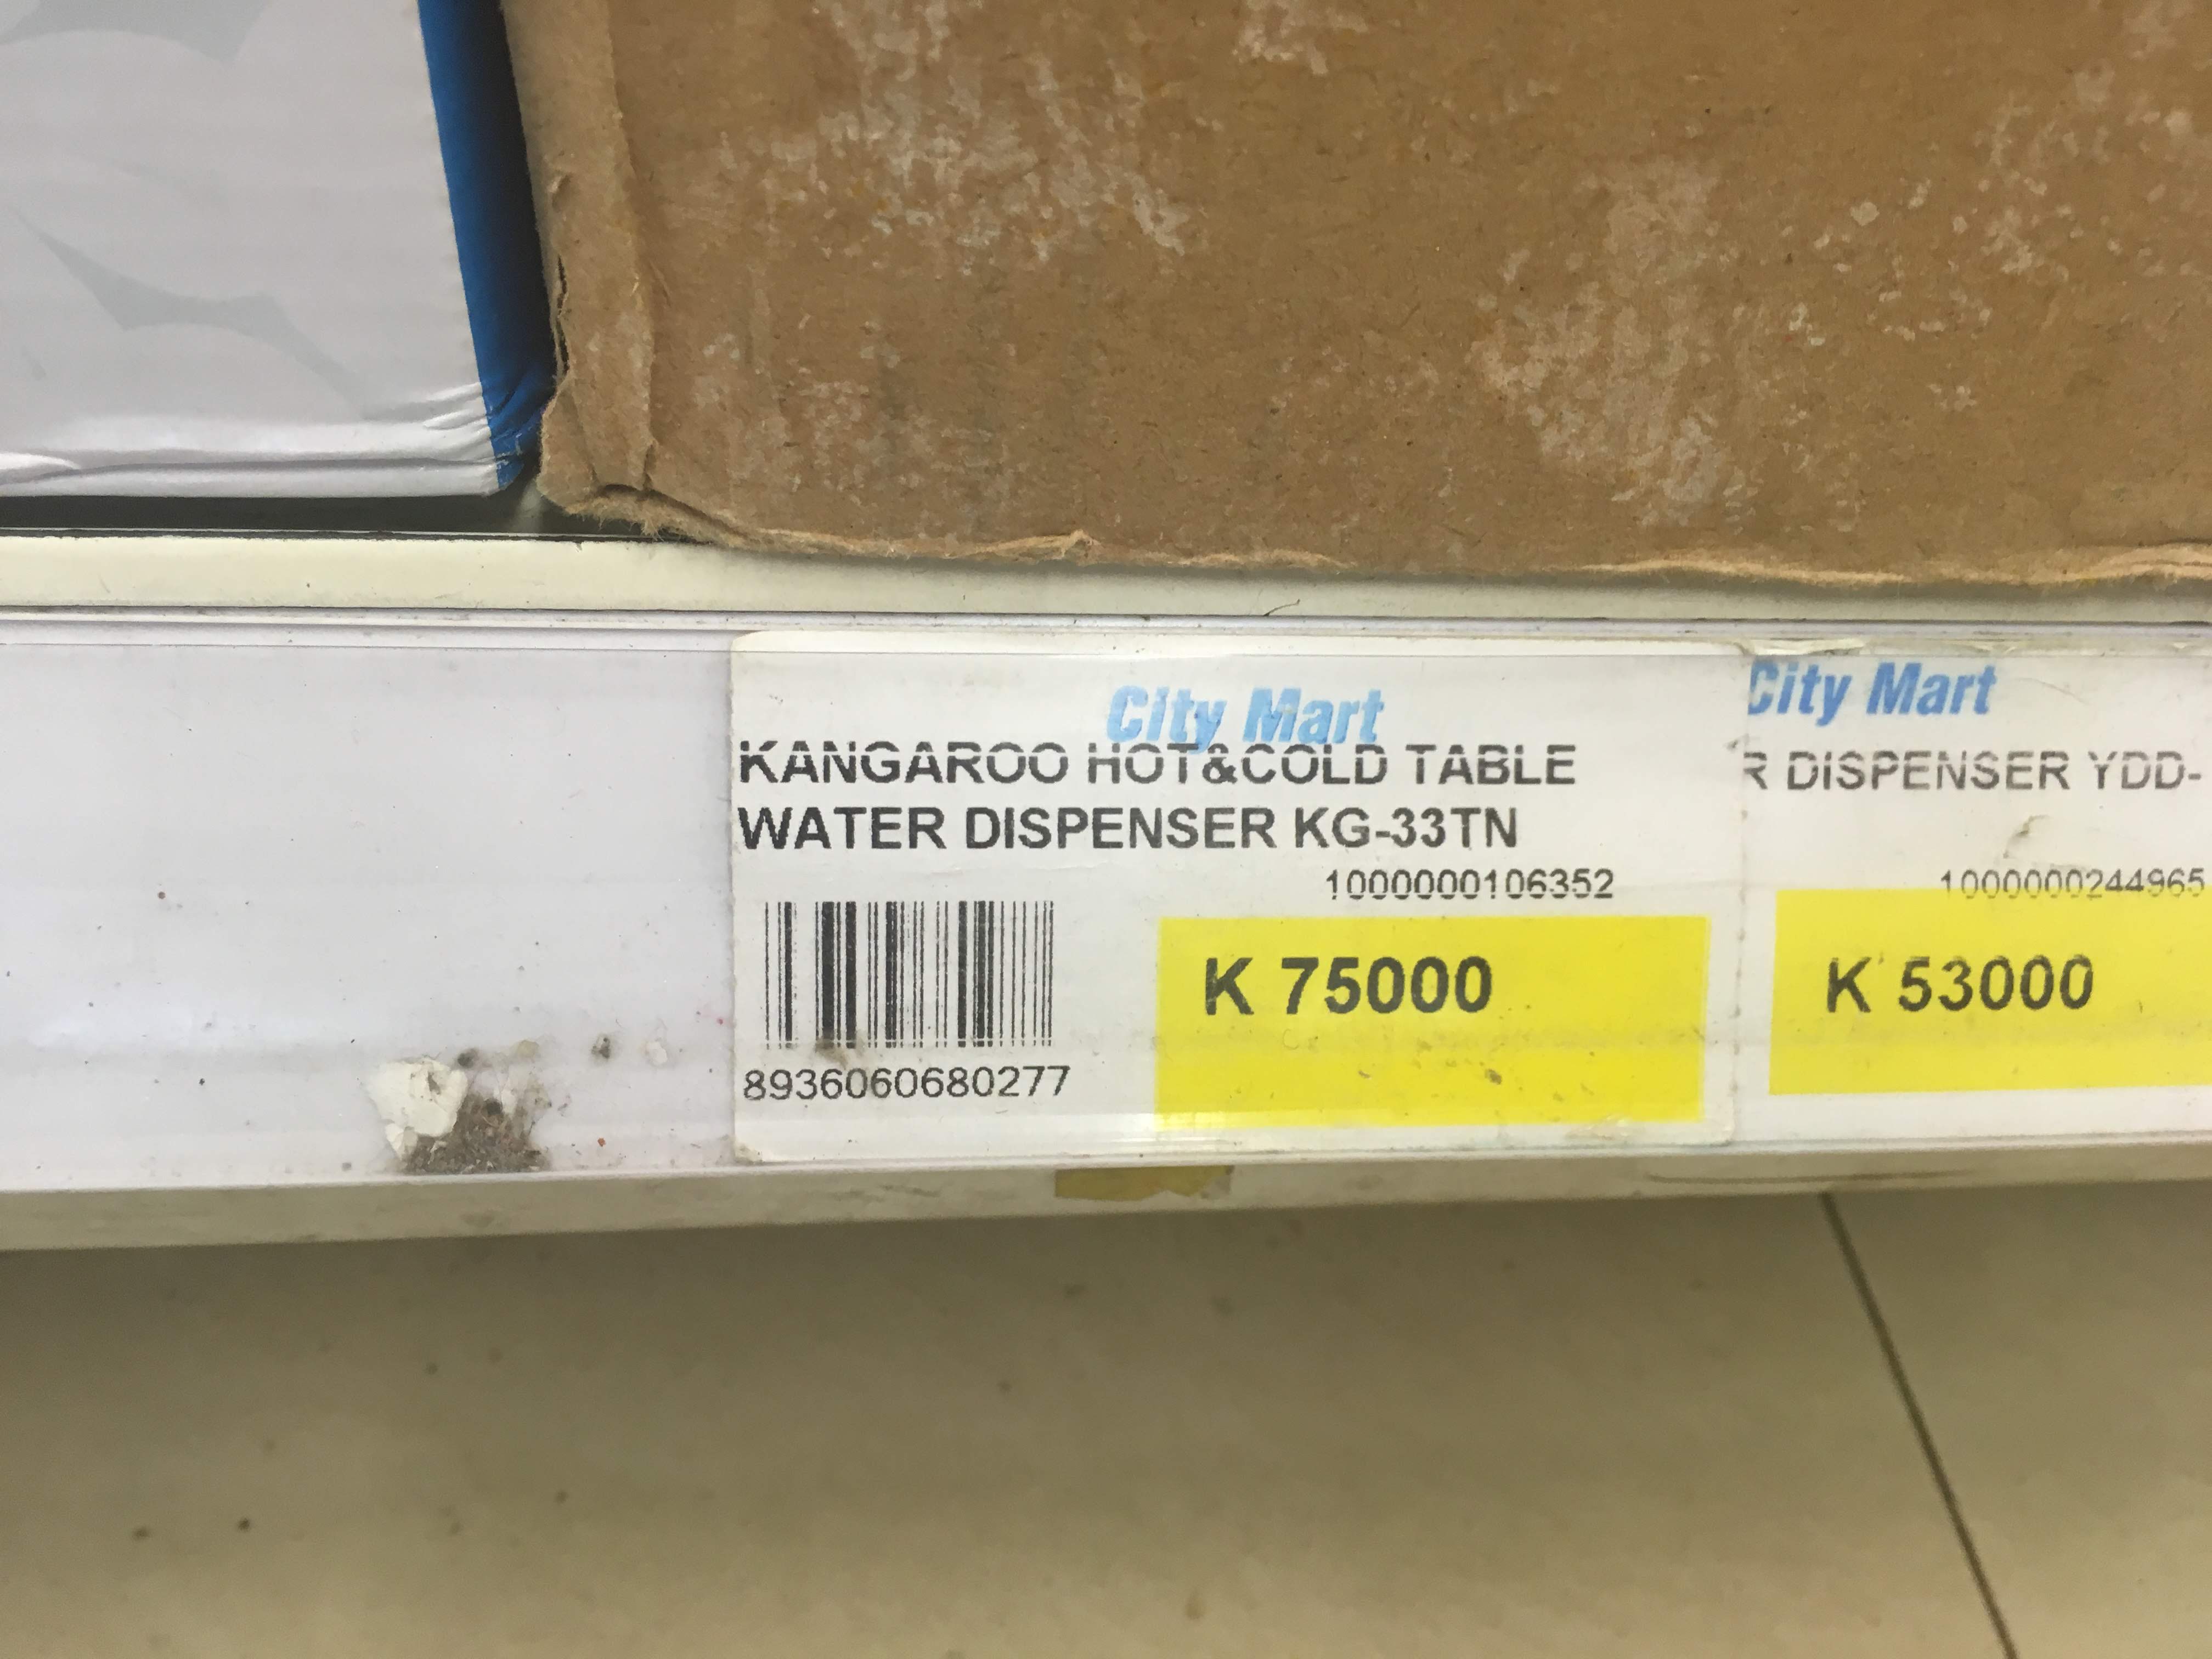 City Mart
KANGAROO HOT&COLD TABLE
WATER DISPENSER KG-33TN
1000000106352
K 75000
8936060680277
City Mart
R DISPENSER YDD-
1000000244965
K 53000